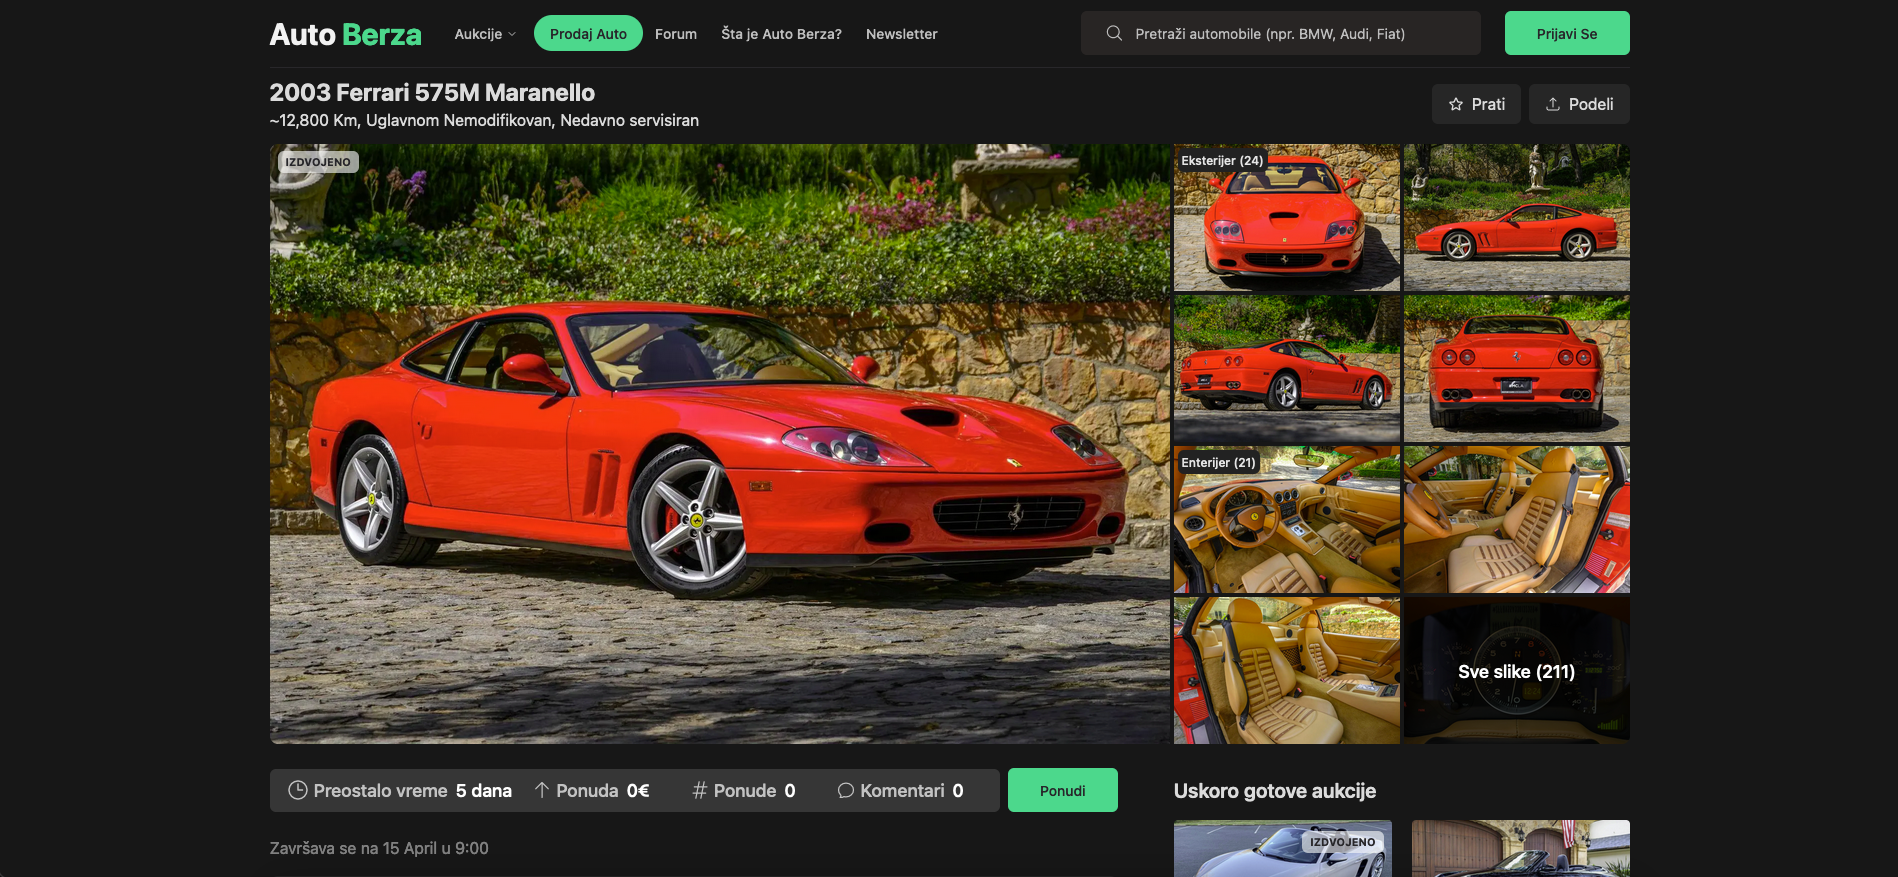 Auto Berza
Aukcije
Prodaj Auto
Forum
Šta je Auto Berza?
Newsletter
Pretraži automobile (npr. BMW, Audi, Fiat)
Prijavi Se
2003 Ferrari 575M Maranello
~12,800 Km, Uglavnom Nemodifikovan, Nedavno servisiran
Prati
Podeli
IZDVOJENO
Eksterijer (24)
Enterijer (21)
Sve slike (211)
Preostalo vreme 5 dana
Ponuda 0€
# Ponude 0
Komentari 0
Ponudi
Završava se na 15 April u 9:00
Uskoro gotove aukcije
IZDVOJENO